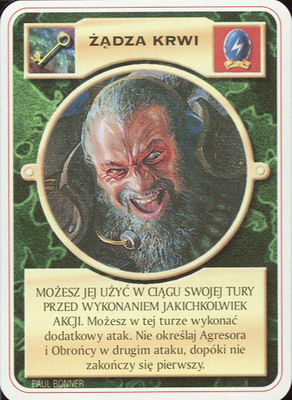 ŻĄDZA KRWI
MOŻESZ JEJ UŻYĆ W CIĄGU SWOJEJ TURY
PRZED WYKONANIEM JAKICHKOLWIEK
AKCJI. Możesz w tej turze wykonać
dodatkowy atak. Nie określaj Agresora
i Obrońcy w drugim ataku, dopóki nie
zakończy się pierwszy.
PAUL BONNER